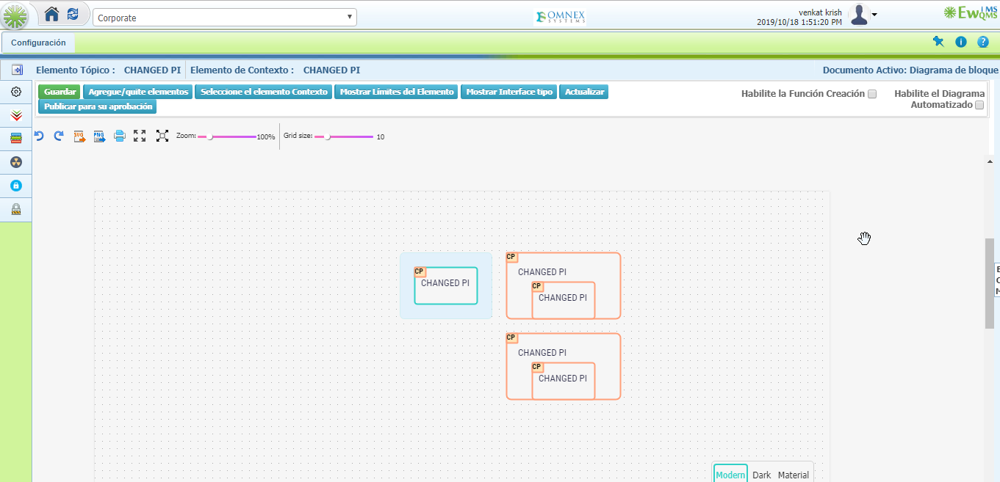 Corporate
OMNEX
SYSTEMS
venkat krish
2019/10/18 1:51:20 PM
EwIMS
QMS
Configuración
Elemento Tópico : CHANGED PI Elemento de Contexto : CHANGED PI
Documento Activo: Diagrama de bloque
Guardar Agregue/quite elementos Seleccione el elemento Contexto Mostrar Límites del Elemento Mostrar Interface tipo Actualizar
Publicar para su aprobación
Habilite la Función Creación
Habilite el Diagrama
Automatizado
SVG PNG Zoom: 100% Grid size: 10
CP
CHANGED PI
CP
CHANGED PI
CP
CHANGED PI
CP
CHANGED PI
CP
CHANGED PI
E
C
M
Modern Dark Material